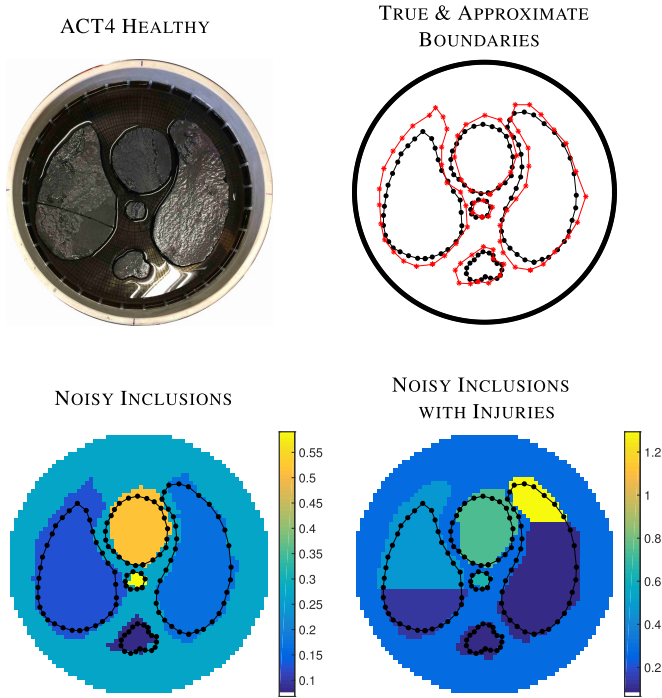 ACT4 HEALTHY
TRUE & APPROXIMATE
BOUNDARIES
NOISY INCLUSIONS
0.55
0.5
0.45
0.4
0.35
0.3
0.25
0.2
0.15
0.1
NOISY INCLUSIONS
WITH INJURIES
1.2
1
0.8
0.6
0.4
0.2